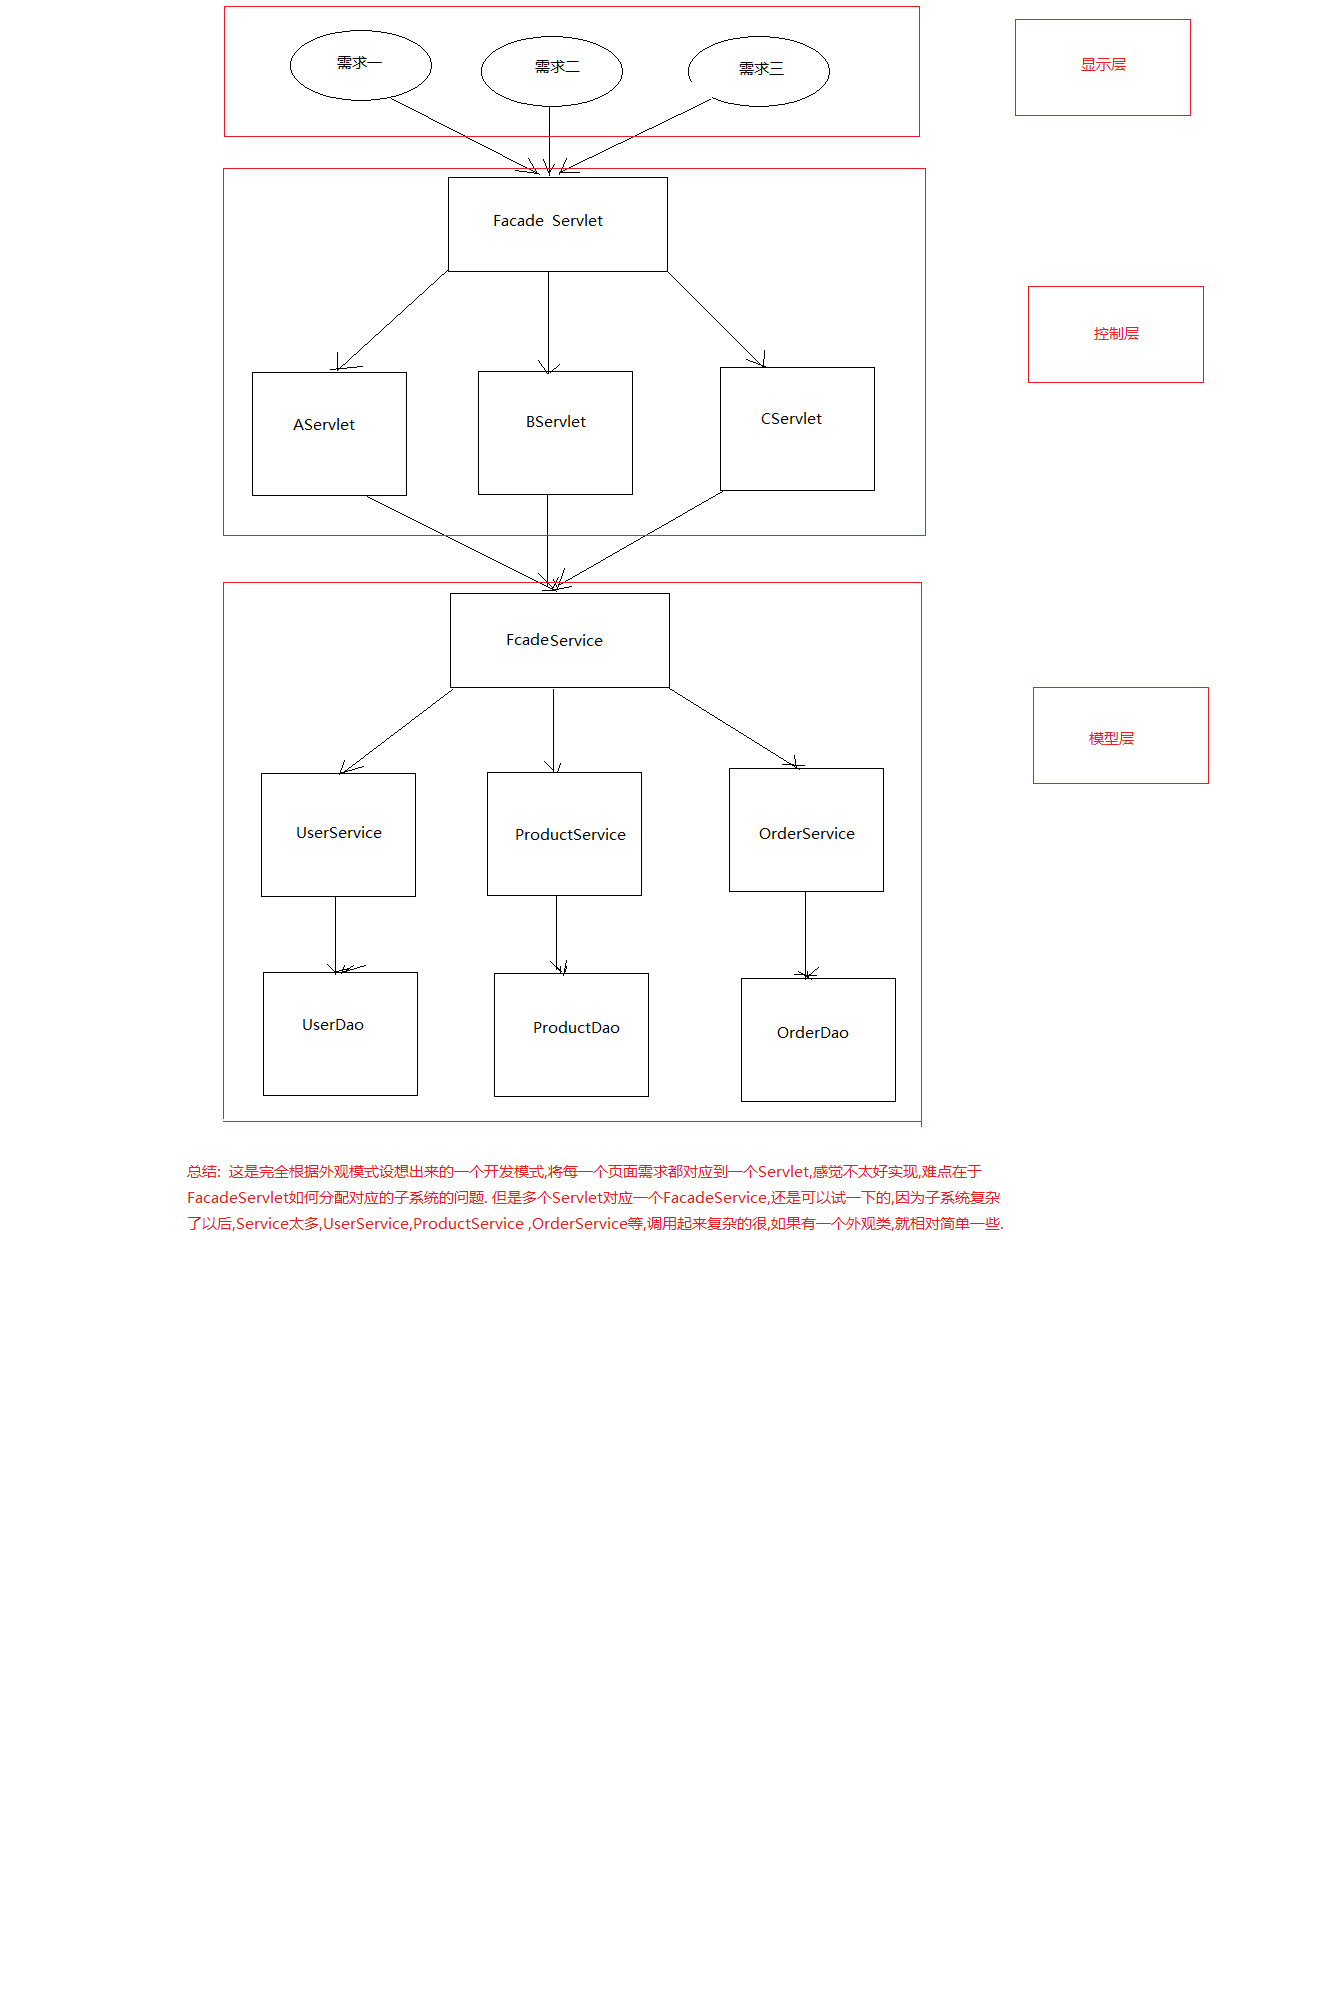 需求一
需求二
需求三
显示层
Facade Servlet
控制层
AServlet
BServlet
CServlet
FcadeService
模型层
UserService
ProductService
OrderService
UserDao
ProductDao
OrderDao
总结: 这是完全根据外观模式设想出来的一个开发模式,将每一个页面需求都对应到一个Servlet,感觉不太好实现,难点在于
FacadeServlet如何分配对应的子系统的问题. 但是多个Servlet对应一个FacadeService,还是可以试一下的,因为子系统复杂
了以后,Service太多,UserService,ProductService ,OrderService等,调用起来复杂的很,如果有一个外观类,就相对简单一些.